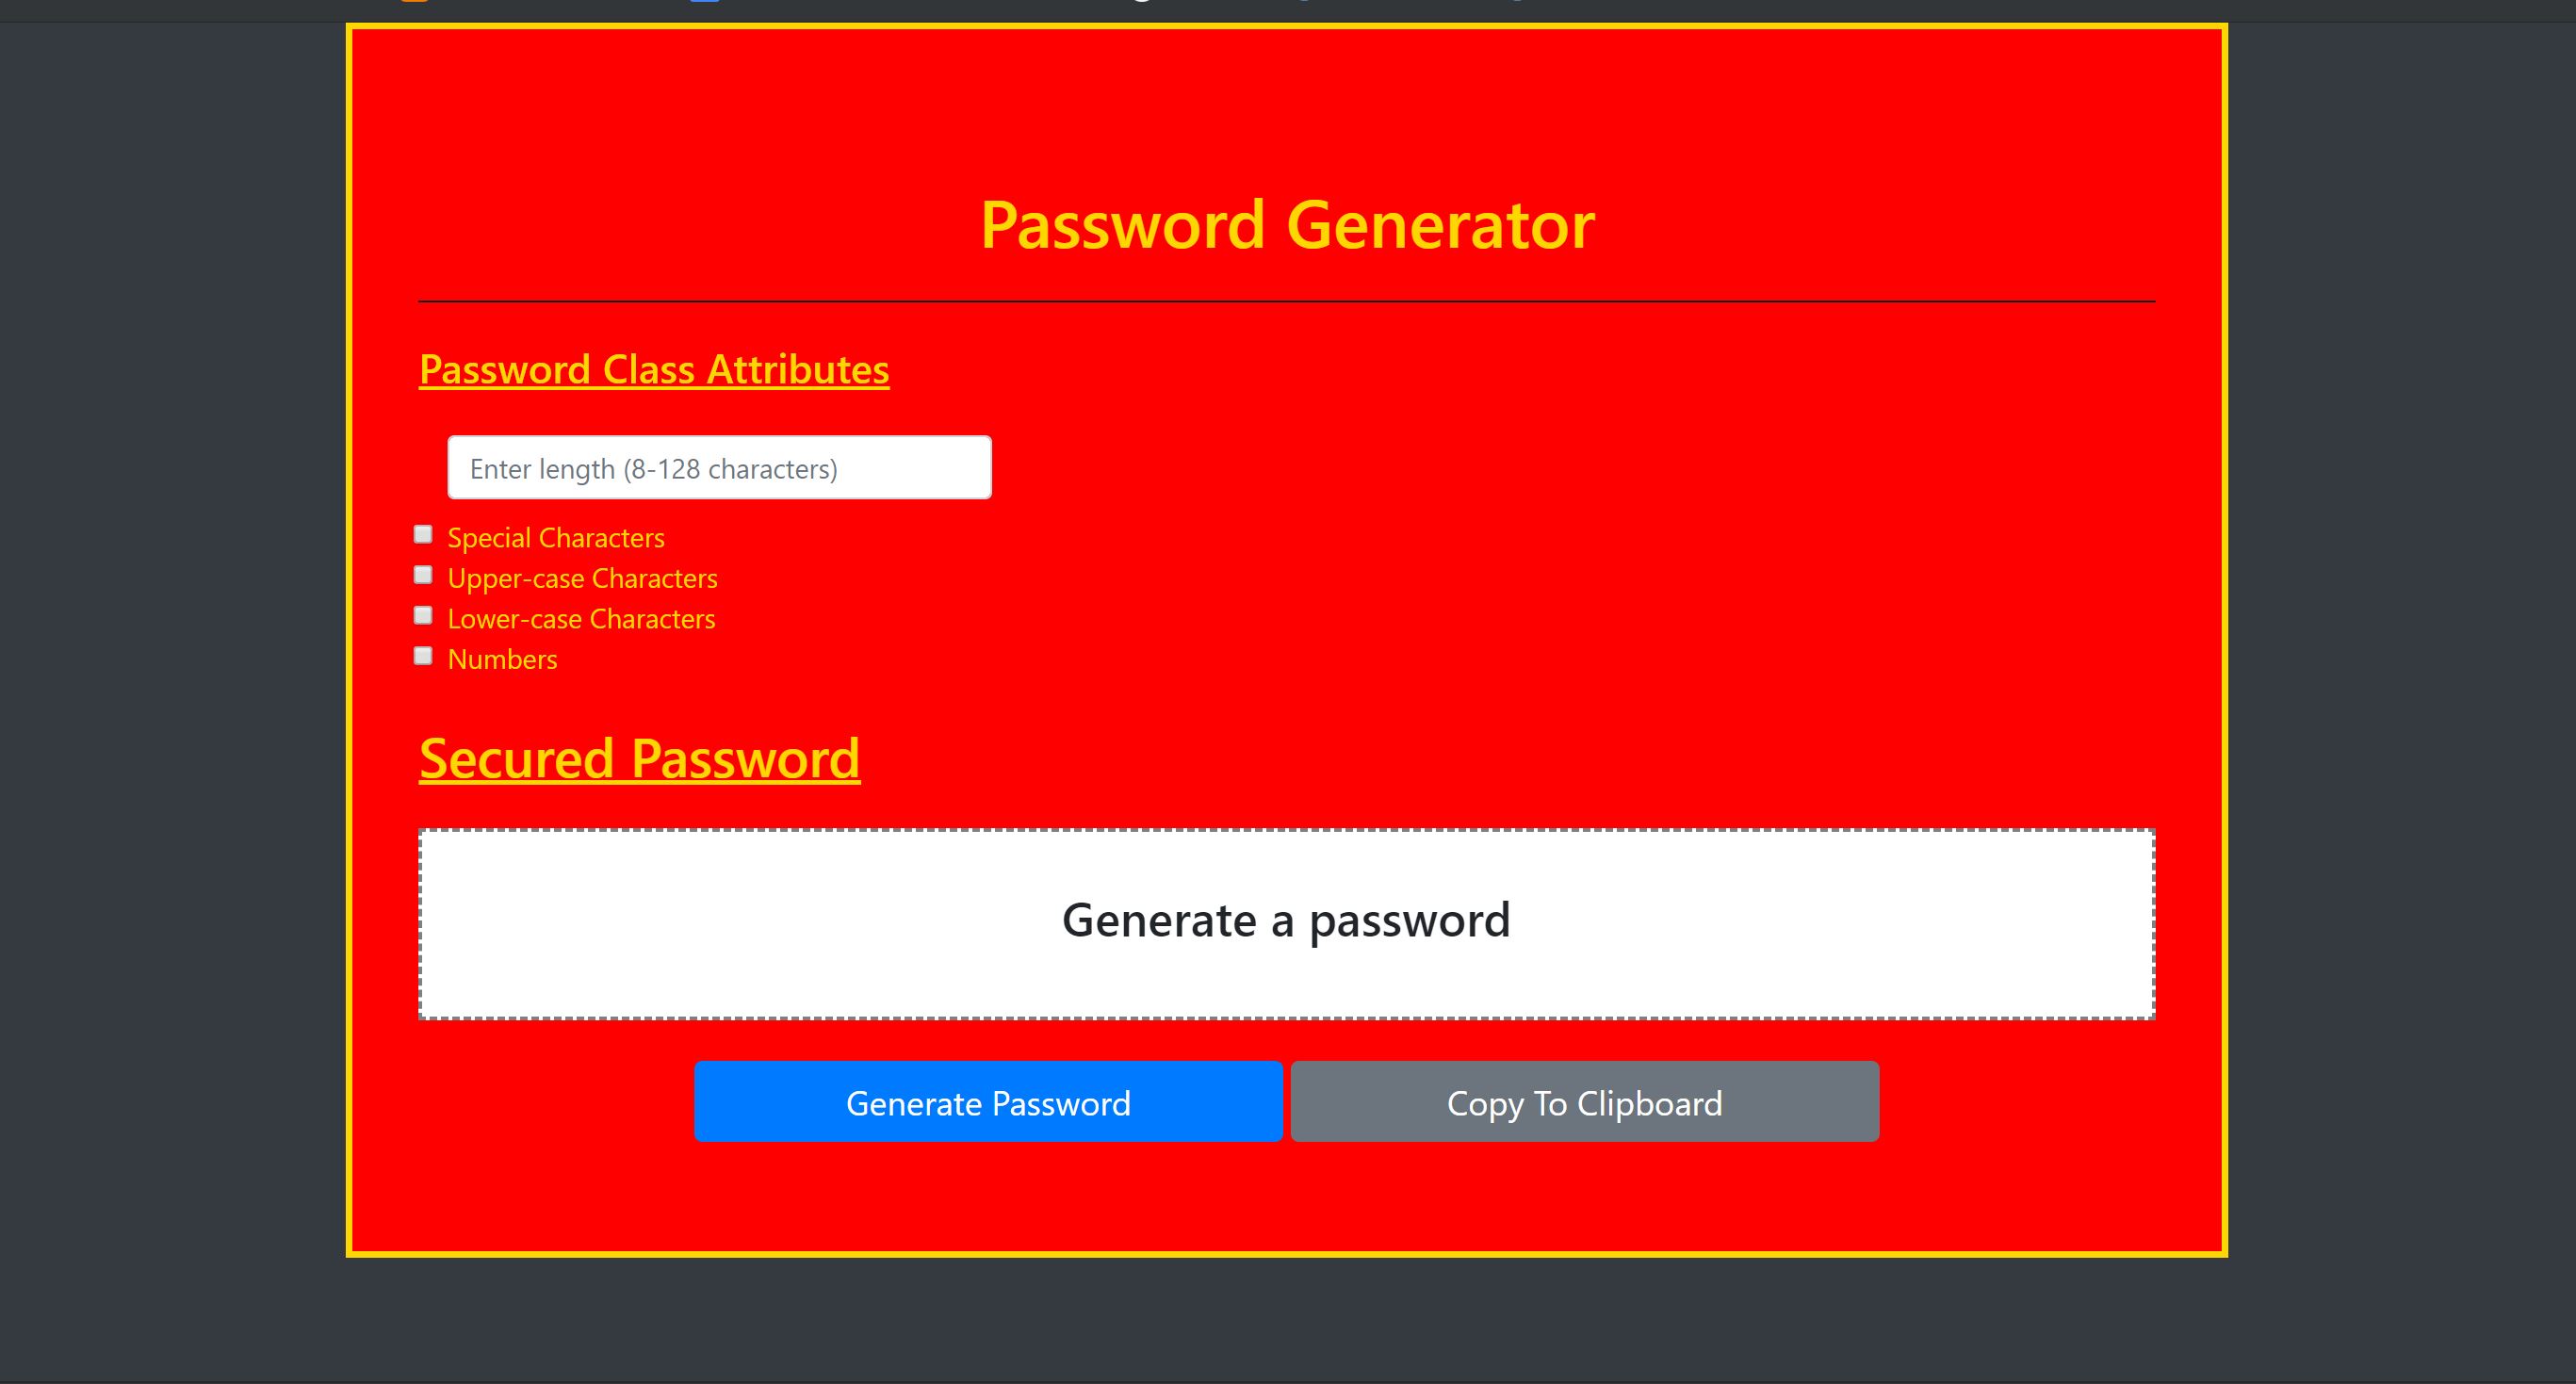 Password Generator
Password Class Attributes
Enter length (8-128 characters)
Special Characters
Upper-case Characters
Lower-case Characters
Numbers
Secured Password
Generate a password
Generate Password
Copy To Clipboard